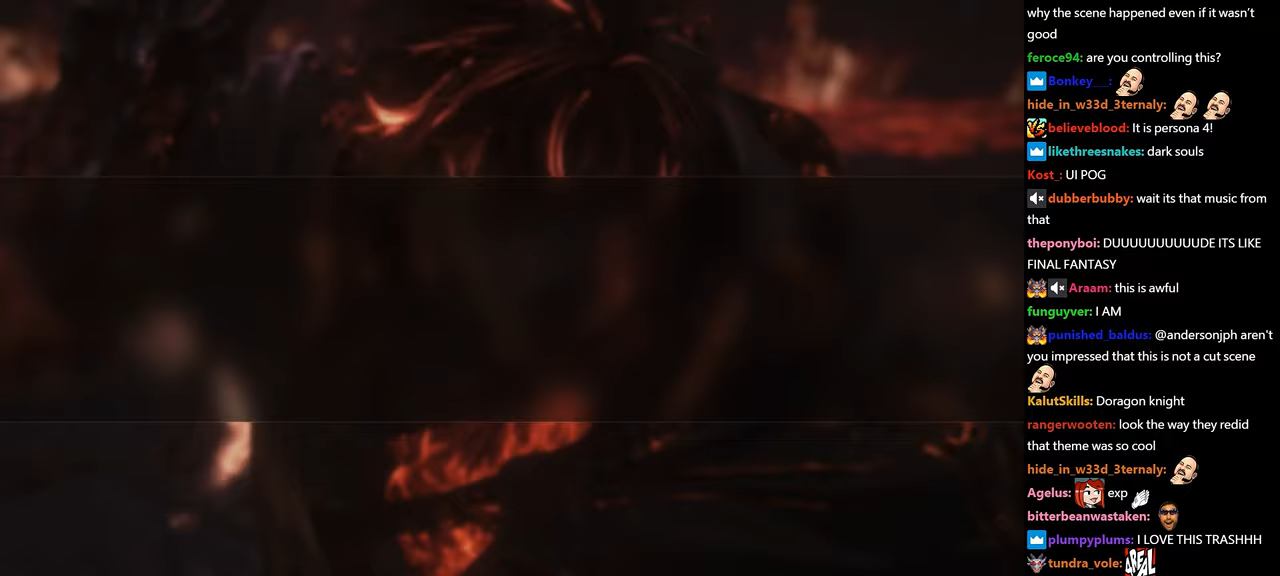 why the scene happened even if it wasn't
good
feroce94: are you controlling this?
Bonkey__:
hide_in_w33d_3ternaly:
believeblood: It is persona 4!
likethreesnakes: dark souls
Kost_: UI POG
dubberbubby: wait its that music from
that
theponyboi: DUUUUUUUUUUDE ITS LIKE
FINAL FANTASY
Araam: this is awful
funguyver: I AM
punished_baldus: @andersonjph aren't
you impressed that this is not a cut scene
KalutSkills: Doragon knight
rangerwooten: look the way they redid
that theme was so cool
hide_in_w33d_3ternaly:
Agelus: exp
bitterbeanwastaken:
plumpyplums: I LOVE THIS TRASHHH
tundra_vole: